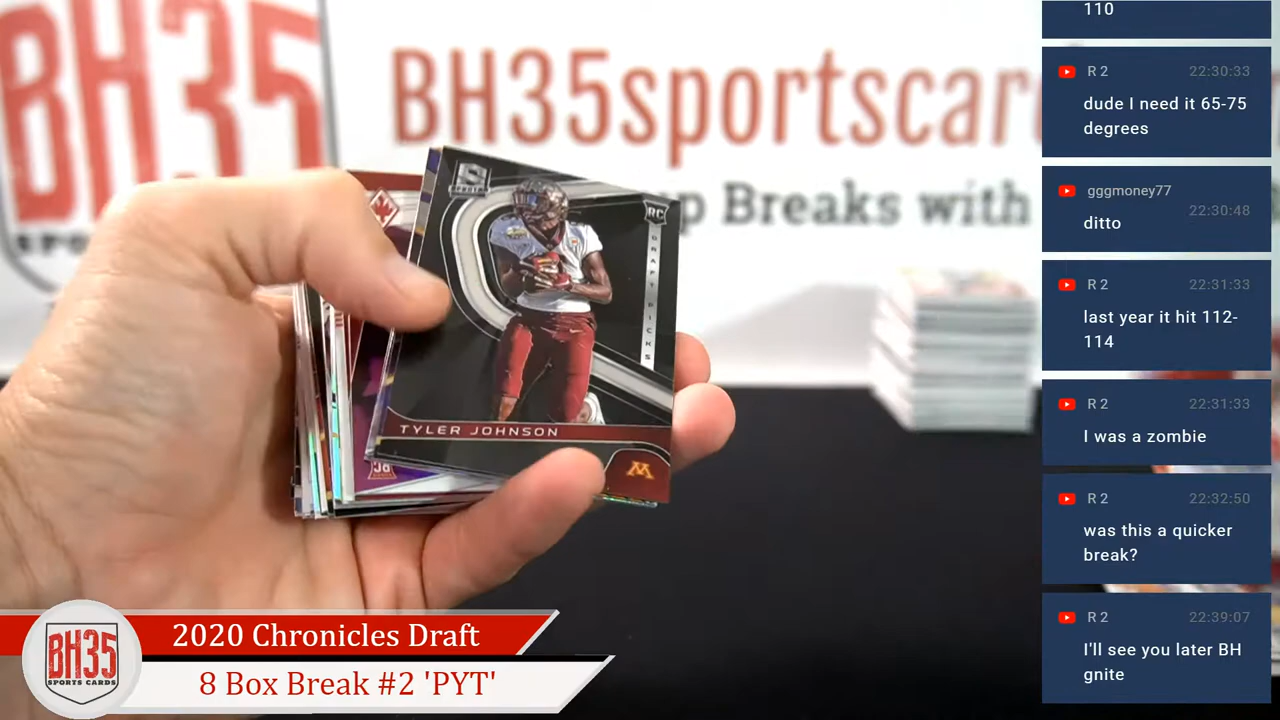 BH35
SPORTS
BH35sportscar
p Breaks with
SPECTRA
RC
DRAFT PICKS
TYLER JOHNSON
M
110
R 2 22:30:33
dude I need it 65-75
degrees
gggmoney77 22:30:48
ditto
R 2 22:31:33
last year it hit 112-
114
R 2 22:31:33
I was a zombie
R 2 22:32:50
was this a quicker
break?
R 2 22:39:07
I'll see you later BH
gnite
BH35
SPORTS CARDS
2020 Chronicles Draft
8 Box Break #2 'PYT'